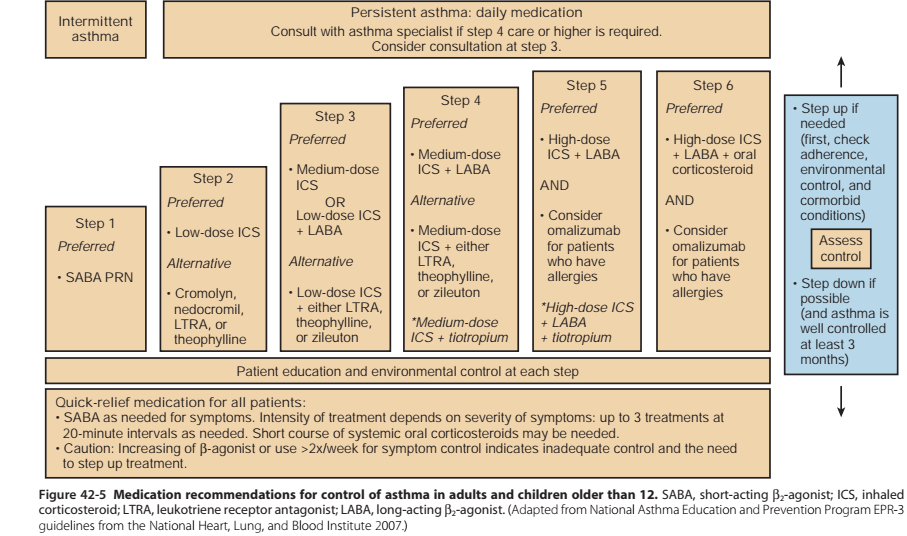 Intermittent
asthma
Persistent asthma: daily medication
Consult with asthma specialist if step 4 care or higher is required.
Consider consultation at step 3.
Step 1
Preferred
• SABA PRN
Step 2
Preferred
• Low-dose ICS
Alternative
• Cromolyn,
nedocromil,
LTRA, or
theophylline
Step 3
Preferred
• Medium-dose
ICS
OR
Low-dose ICS
+ LABA
Alternative
• Low-dose ICS
+ either LTRA,
theophylline,
or zileuton
Step 4
Preferred
• Medium-dose
ICS + LABA
Alternative
• Medium-dose
ICS + either
LTRA,
theophylline,
or zileuton
*Medium-dose
ICS + tiotropium
Step 5
Preferred
• High-dose
ICS + LABA
AND
• Consider
omalizumab
for patients
who have
allergies
*High-dose ICS
+ LABA
+ tiotropium
Step 6
Preferred
• High-dose ICS
+ LABA + oral
corticosteroid
AND
• Consider
omalizumab
for patients
who have
allergies
• Step up if
needed
(first, check
adherence,
environmental
control, and
cormorbid
conditions)
Assess
control
• Step down if
possible
(and asthma is
well controlled
at least 3
months)
Patient education and environmental control at each step
Quick-relief medication for all patients:
• SABA as needed for symptoms. Intensity of treatment depends on severity of symptoms: up to 3 treatments at
20-minute intervals as needed. Short course of systemic oral corticosteroids may be needed.
• Caution: Increasing of β-agonist or use >2x/week for symptom control indicates inadequate control and the need
to step up treatment.
Figure 42-5 Medication recommendations for control of asthma in adults and children older than 12. SABA, short-acting β₂-agonist; ICS, inhaled
corticosteroid; LTRA, leukotriene receptor antagonist; LABA, long-acting β₂-agonist. (Adapted from National Asthma Education and Prevention Program EPR-3
guidelines from the National Heart, Lung, and Blood Institute 2007.)